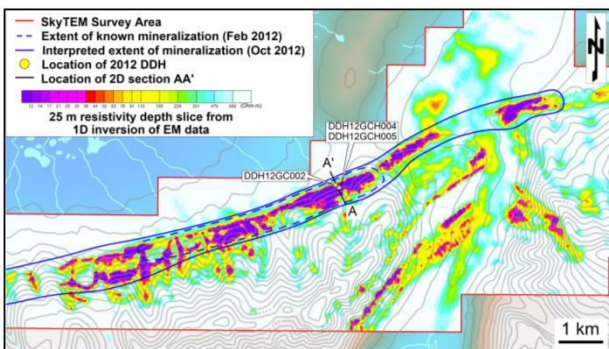 SkyTEM Survey Area
Extent of known mineralization (Feb 2012)
Interpreted extent of mineralization (Oct 2012)
Location of 2012 DDH
Location of 2D section AA'
(Ohm m)
25 m resistivity depth slice from
1D inversion of EM data
N
DDH12GCH004
DDH12GCH005
DDH12GC002
A'
A
1 km